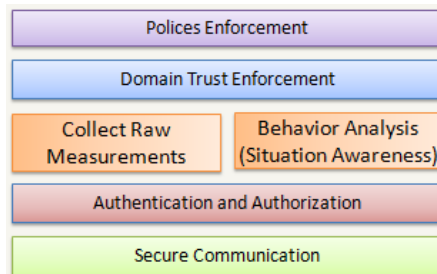 Polices Enforcement
Domain Trust Enforcement
Collect Raw
Measurements
Behavior Analysis
(Situation Awareness)
Authentication and Authorization
Secure Communication